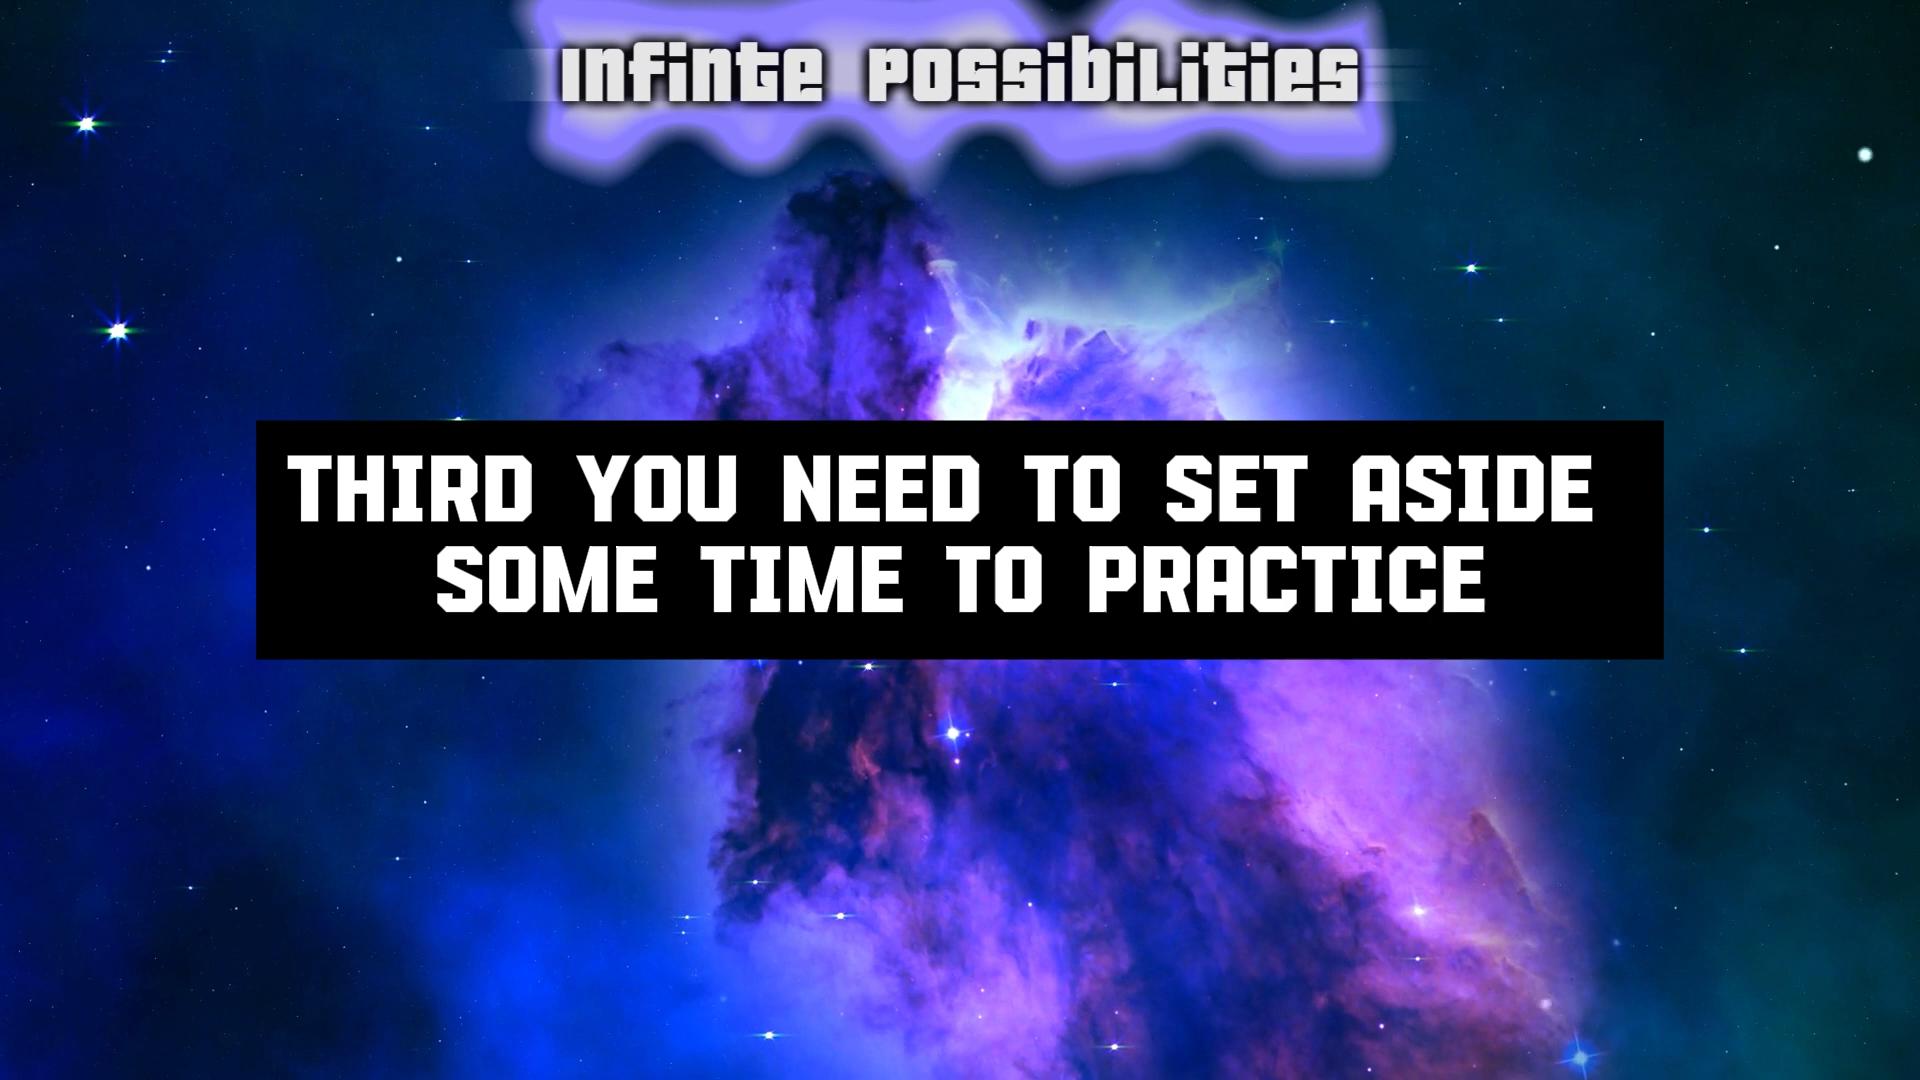 Infinte Possibilities
THIRD YOU NEED TO SET ASIDE
SOME TIME TO PRACTICE